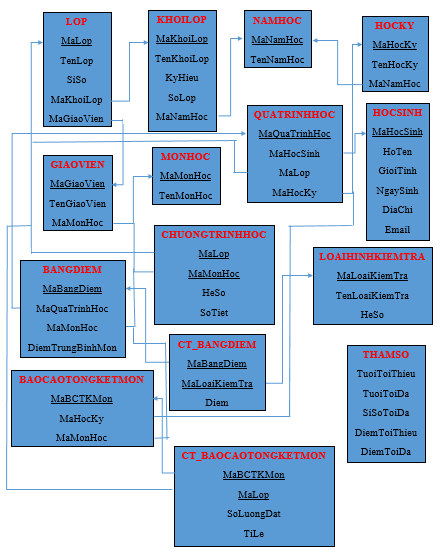 LOP
MaLop
TenLop
SiSo
MaKhoiLop
MaGiaoVien
KHOILOP
MaKhoiLop
TenKhoiLop
KyHieu
SoLop
MaNamHoc
NAMHOC
MaNamHoc
TenNamHoc
HOCKY
MaHocKy
TenHocKy
MaNamHoc
QUATRINHHOC
MaQuaTrinhHoc
MaHocSinh
MaLop
MaHocKy
HOCSINH
MaHocSinh
HoTen
GioiTinh
NgaySinh
DiaChi
Email
GIAOVIEN
MaGiaoVien
TenGiaoVien
MaMonHoc
MONHOC
MaMonHoc
TenMonHoc
CHUONGTRINHHOC
MaLop
MaMonHoc
HeSo
SoTiet
LOAIHINHKIEMTRA
MaLoaiKiemTra
TenLoaiKiemTra
HeSo
BANGDIEM
MaBangDiem
MaQuaTrinhHoc
MaMonHoc
DiemTrungBinhMon
CT_BANGDIEM
MaBangDiem
MaLoaiKiemTra
Diem
THAMSO
TuoiToiThieu
TuoiToiDa
SiSoToiDa
DiemToiThieu
DiemToiDa
BAOCAOTONGKETMON
MaBCTKMon
MaHocKy
MaMonHoc
CT_BAOCAOTONGKETMON
MaBCTKMon
MaLop
SoLuongDat
TiLe